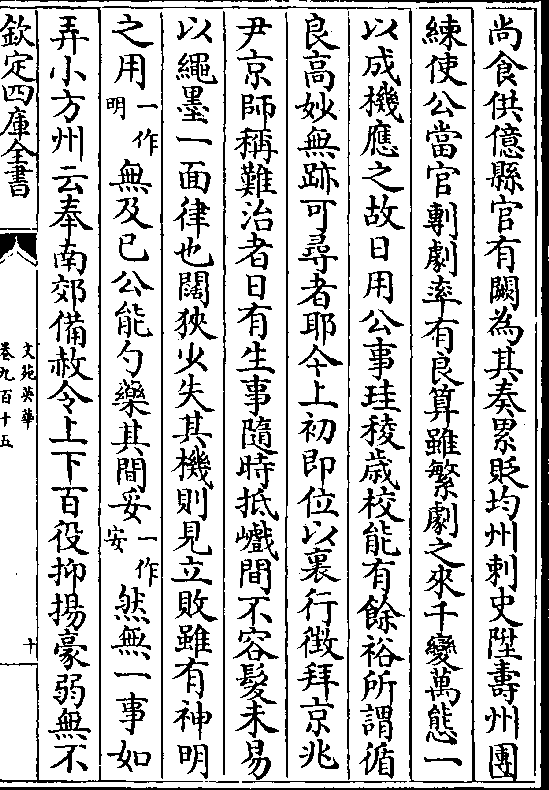 尚食供億縣官有闕為其奏累貶均州刺史陞壽州團
練使公當官剸劇率有良算雖繁劇之來千變萬態一
以成機應之故日用公事珪稜歲校能有餘裕所謂循
良高妙無跡可尋者耶今上初即位以裏行徴拜京兆
尹京師稱難治者日有生事隨時抵巇間不容髮未易
以繩墨一面律也闊狹少失其機則見立敗雖有神明
之用一作明無及已公能勺藥其間妥一作安然無一事如
弄小方州云奉南郊備赦令上下百役抑揚豪弱無不
欽定四庫全書
文苑英華
卷九百十五
十